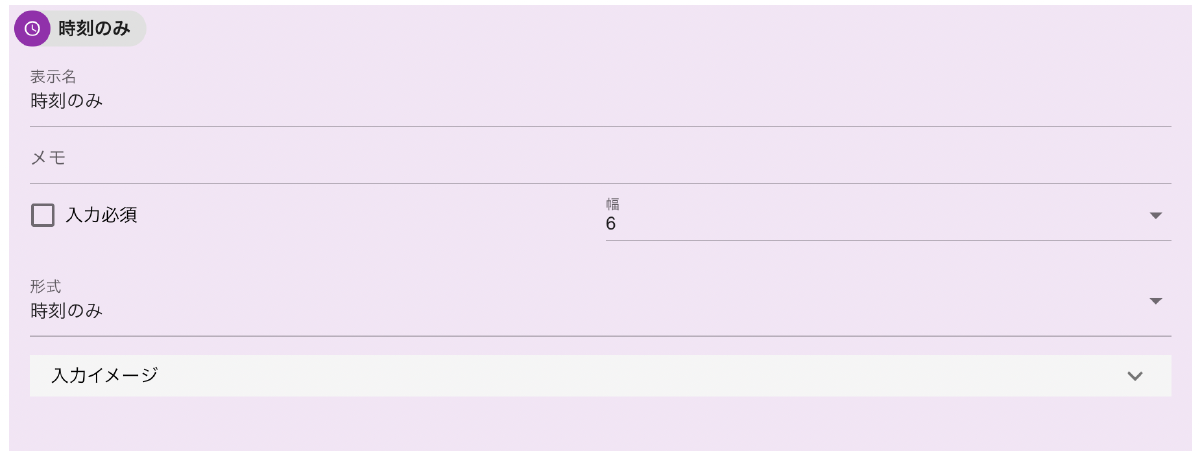 時刻のみ
表示名
時刻のみ
メモ
入力必須
幅
6
形式
時刻のみ
入力イメージ